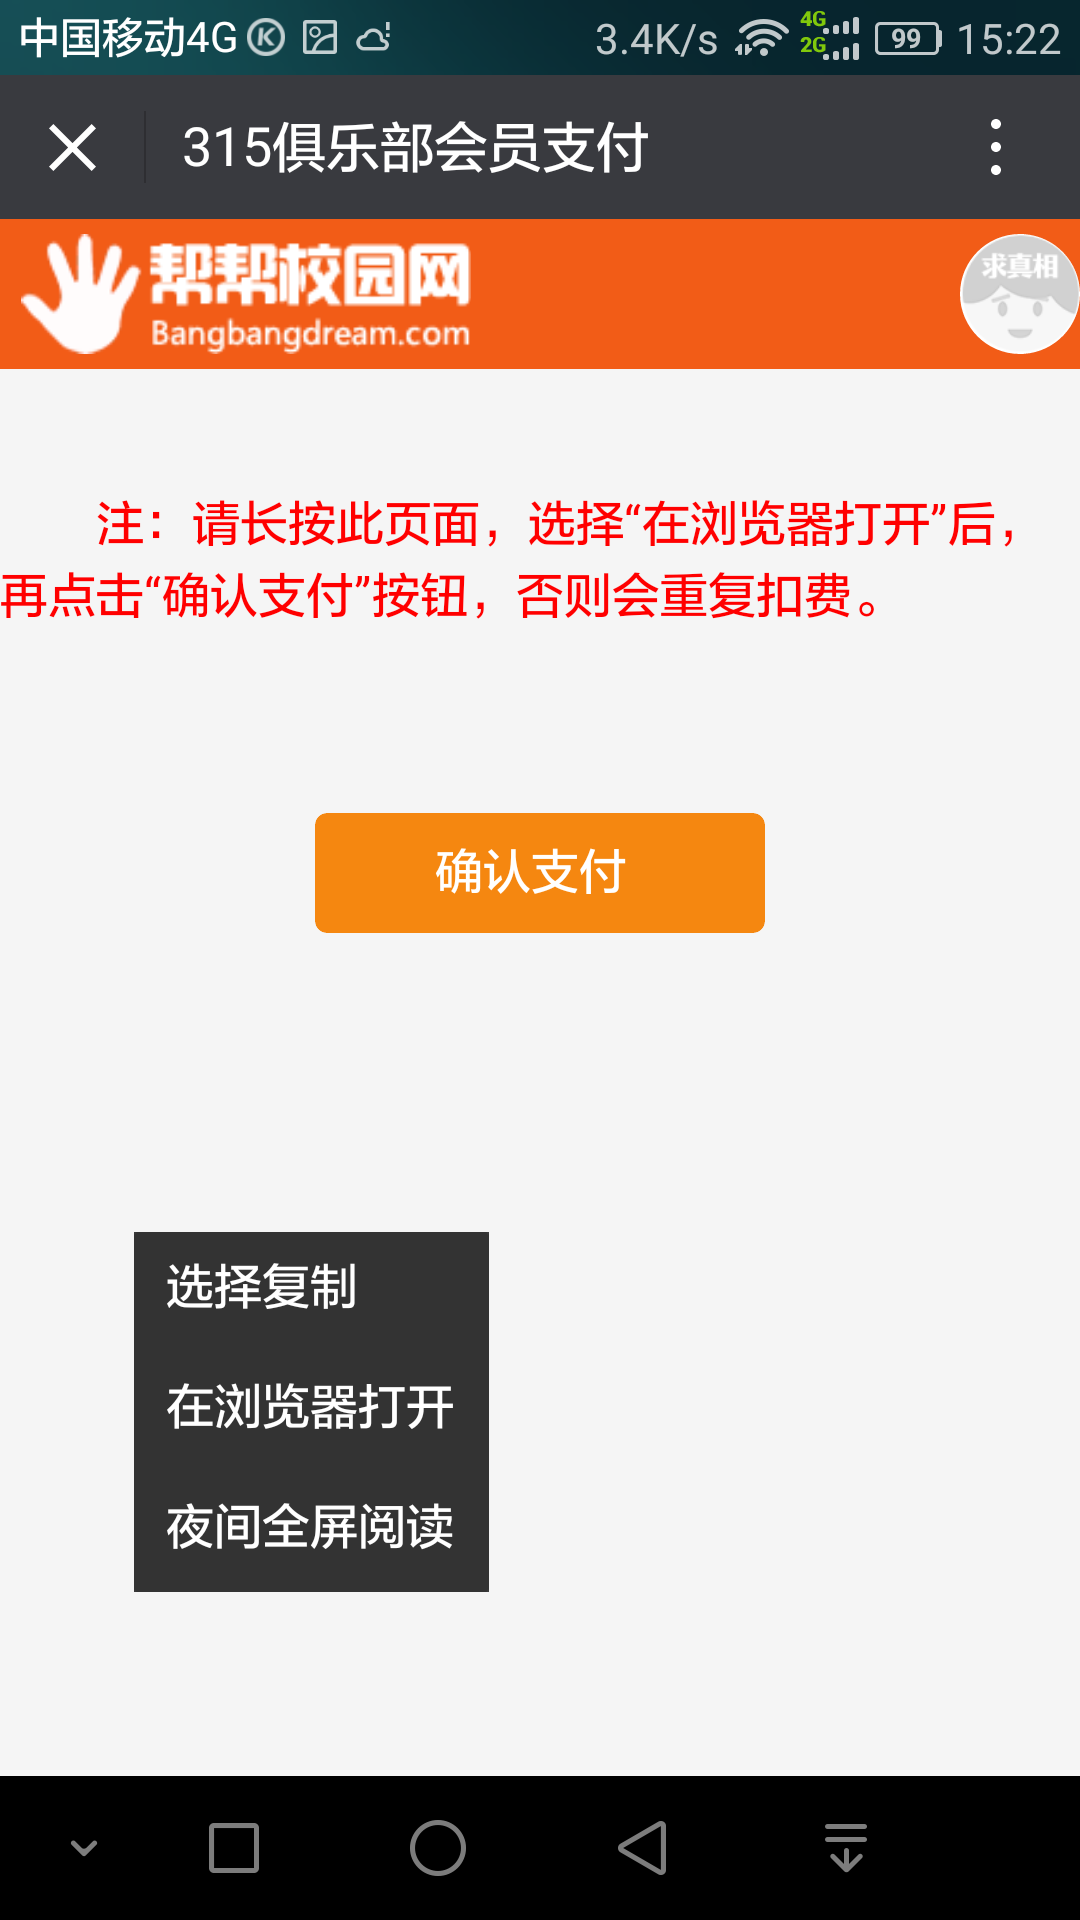 中国移动4G 3.4K/s 4G 2G 99 15:22
315俱乐部会员支付
帮帮校园网
Bangbangdream.com
求真相
注：请长按此页面，选择“在浏览器打开”后，
再点击“确认支付”按钮，否则会重复扣费。
确认支付
选择复制
在浏览器打开
夜间全屏阅读